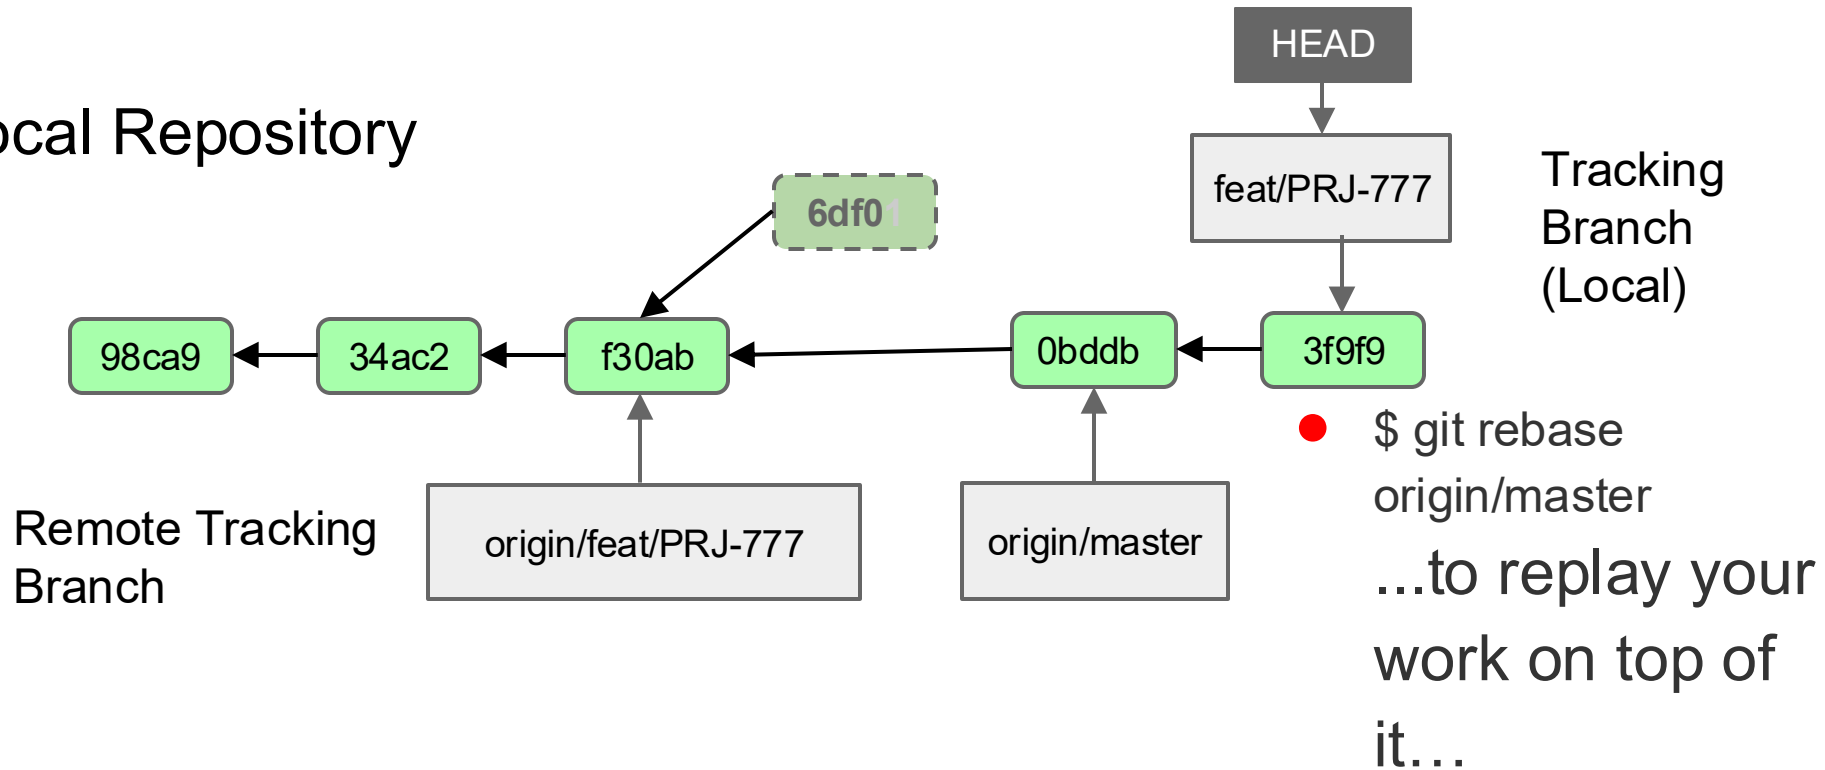 HEAD
ocal Repository
feat/PRJ-777
Tracking
Branch
(Local)
6df01
98ca9
34ac2
f30ab
0bddb
3f9f9
● $ git rebase
origin/master
...to replay your
work on top of
it…
Remote Tracking
Branch
origin/feat/PRJ-777
origin/master